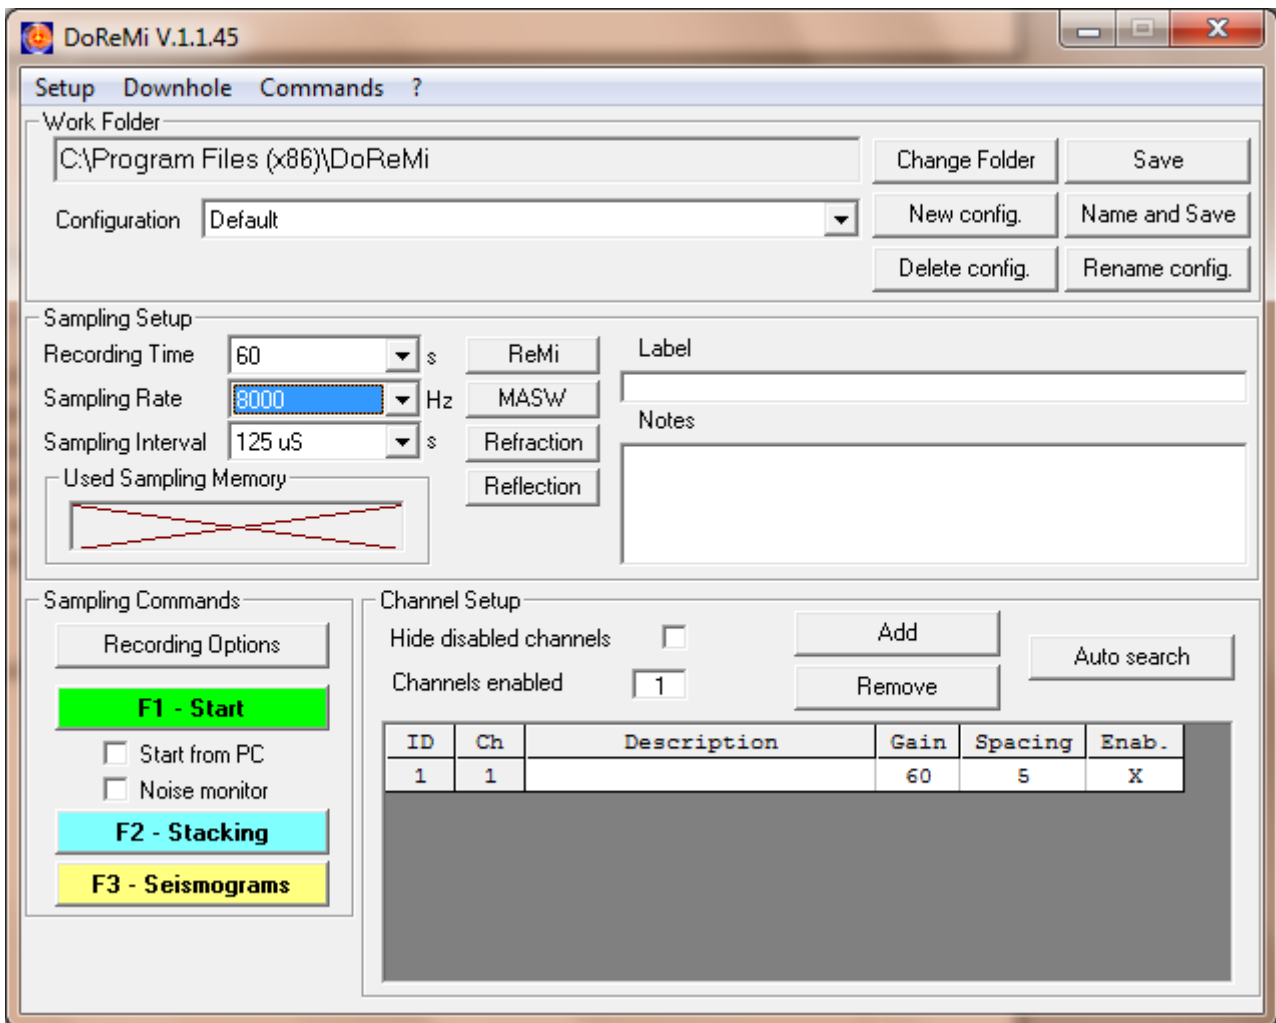 DoReMi V.1.1.45
Setup Downhole Commands ?
Work Folder
C:\Program Files (x86)\DoReMi
Change Folder Save
Configuration Default
New config. Name and Save
Delete config. Rename config.
Sampling Setup
Recording Time 60 s ReMi Label
Sampling Rate 8000 Hz MASW
Notes
Sampling Interval 125 uS s Refraction
Used Sampling Memory Reflection
Sampling Commands
Recording Options
F1 - Start
Start from PC
Noise monitor
F2 - Stacking
F3 - Seismograms
Channel Setup
Hide disabled channels Add
Auto search
Channels enabled 1 Remove
ID Ch Description Gain Spacing Enab.
1 1 60 5 X